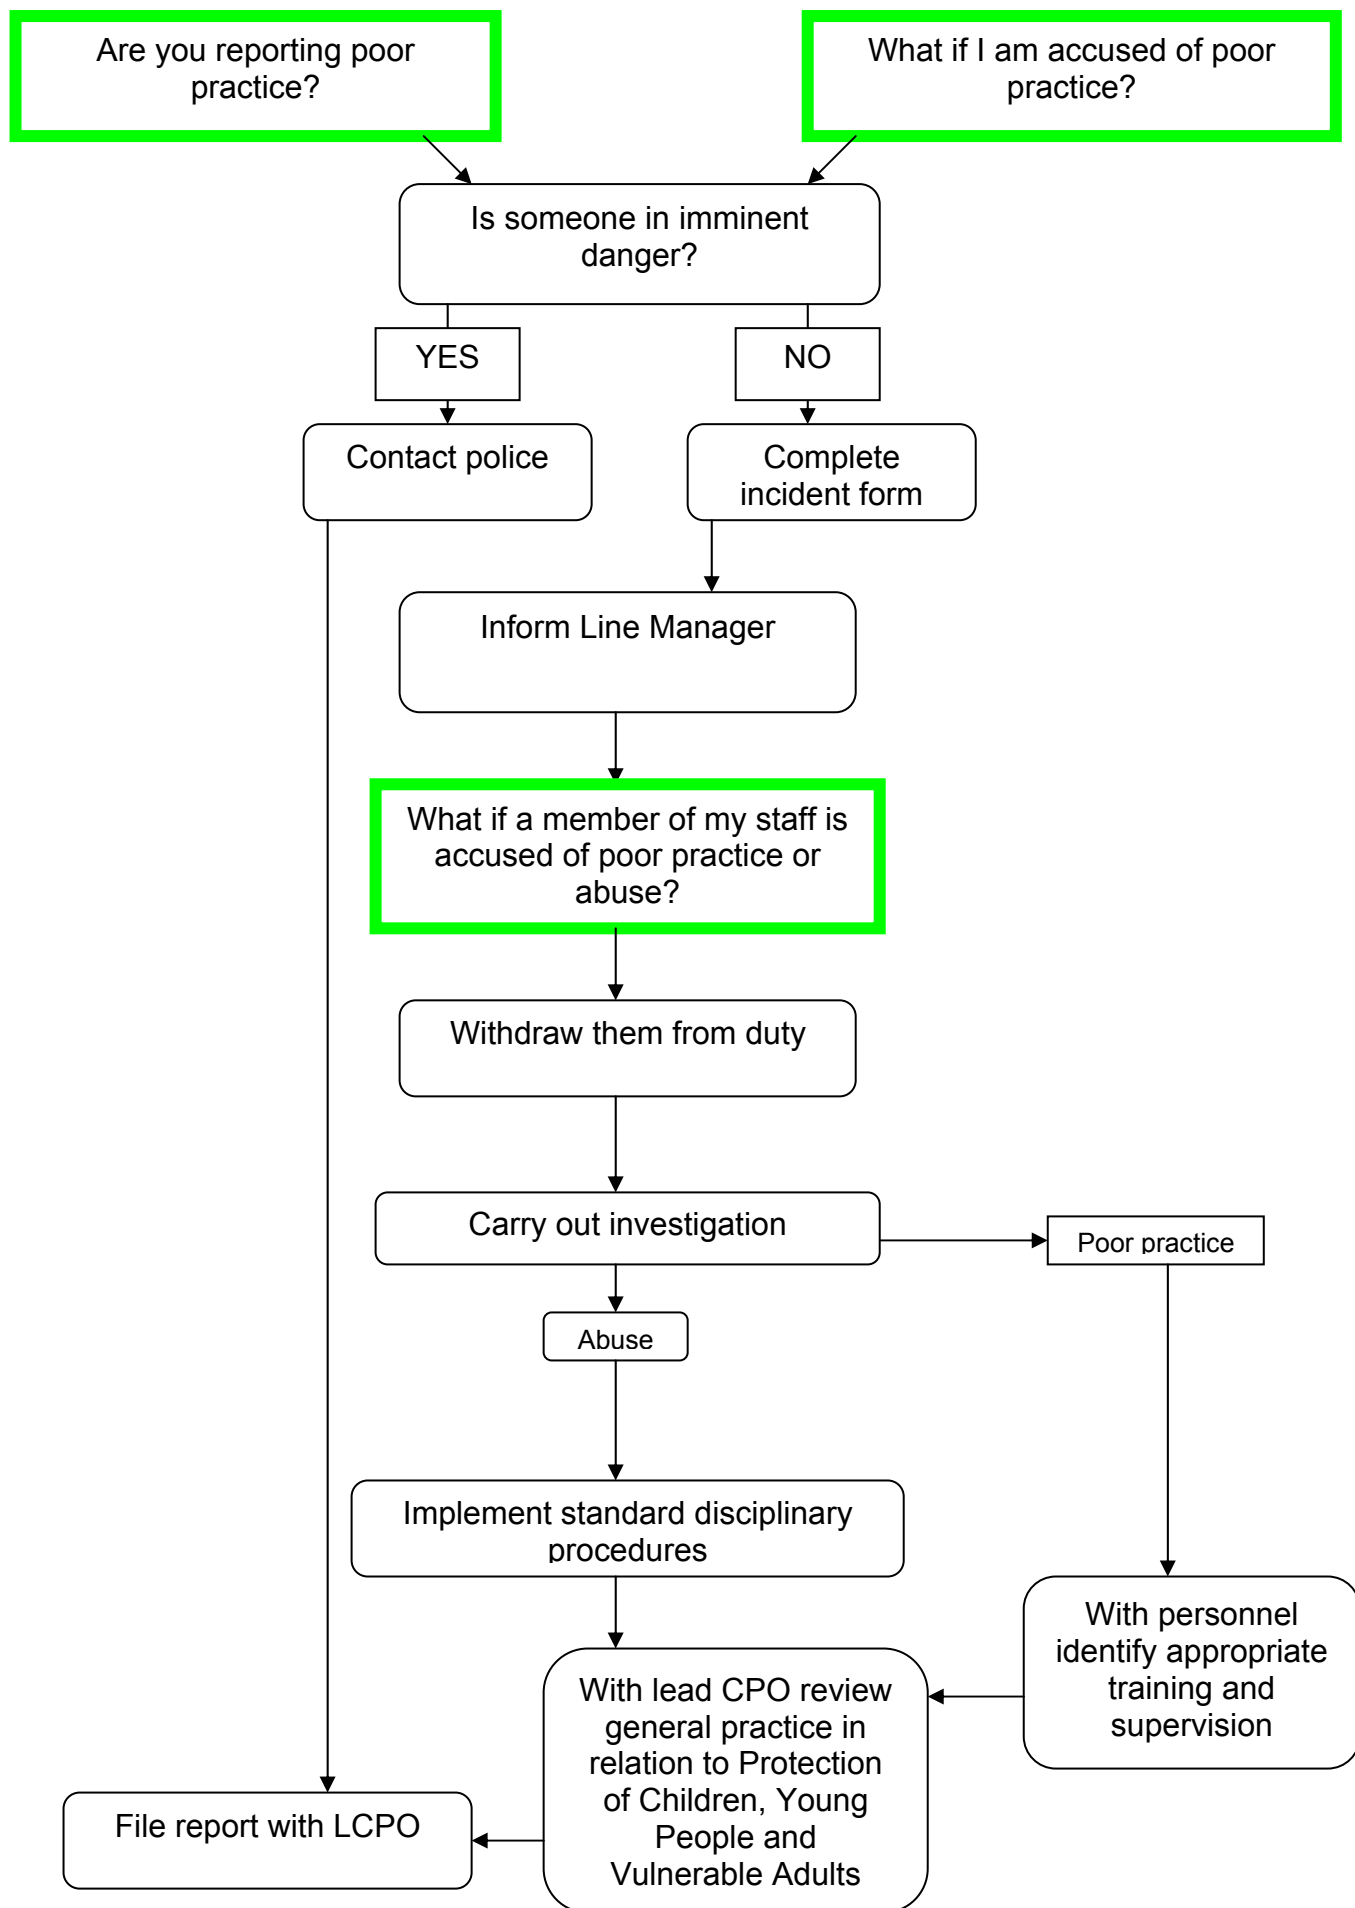 Are you reporting poor
practice?
What if I am accused of poor
practice?
Is someone in imminent
danger?
YES
NO
Contact police
Complete
incident form
Inform Line Manager
What if a member of my staff is
accused of poor practice or
abuse?
Withdraw them from duty
Carry out investigation
Poor practice
Abuse
Implement standard disciplinary
procedures
With personnel
identify appropriate
training and
supervision
With lead CPO review
general practice in
relation to Protection
of Children, Young
People and
Vulnerable Adults
File report with LCPO